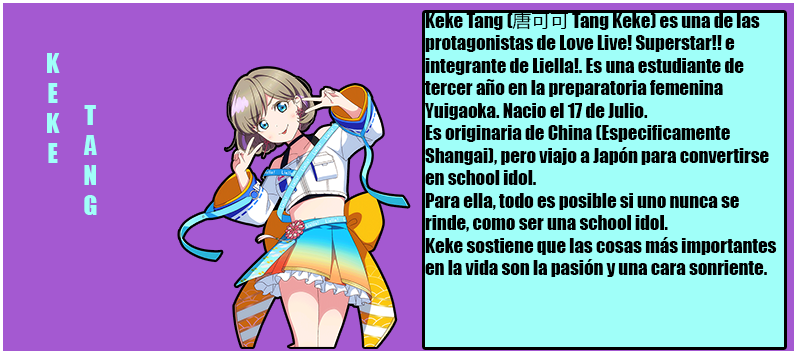 KEKE
TANG
Keke Tang (唐可可 Tang Keke) es una de las
protagonistas de Love Live! Superstar!! e
integrante de Liella!. Es una estudiante de
tercer año en la preparatoria femenina
Yuigaoka. Nacio el 17 de Julio.
Es originaria de China (Especificamente
Shangai), pero viajo a Japón para convertirse
en school idol.
Para ella, todo es posible si uno nunca se
rinde, como ser una school idol.
Keke sostiene que las cosas más importantes
en la vida son la pasión y una cara sonriente.